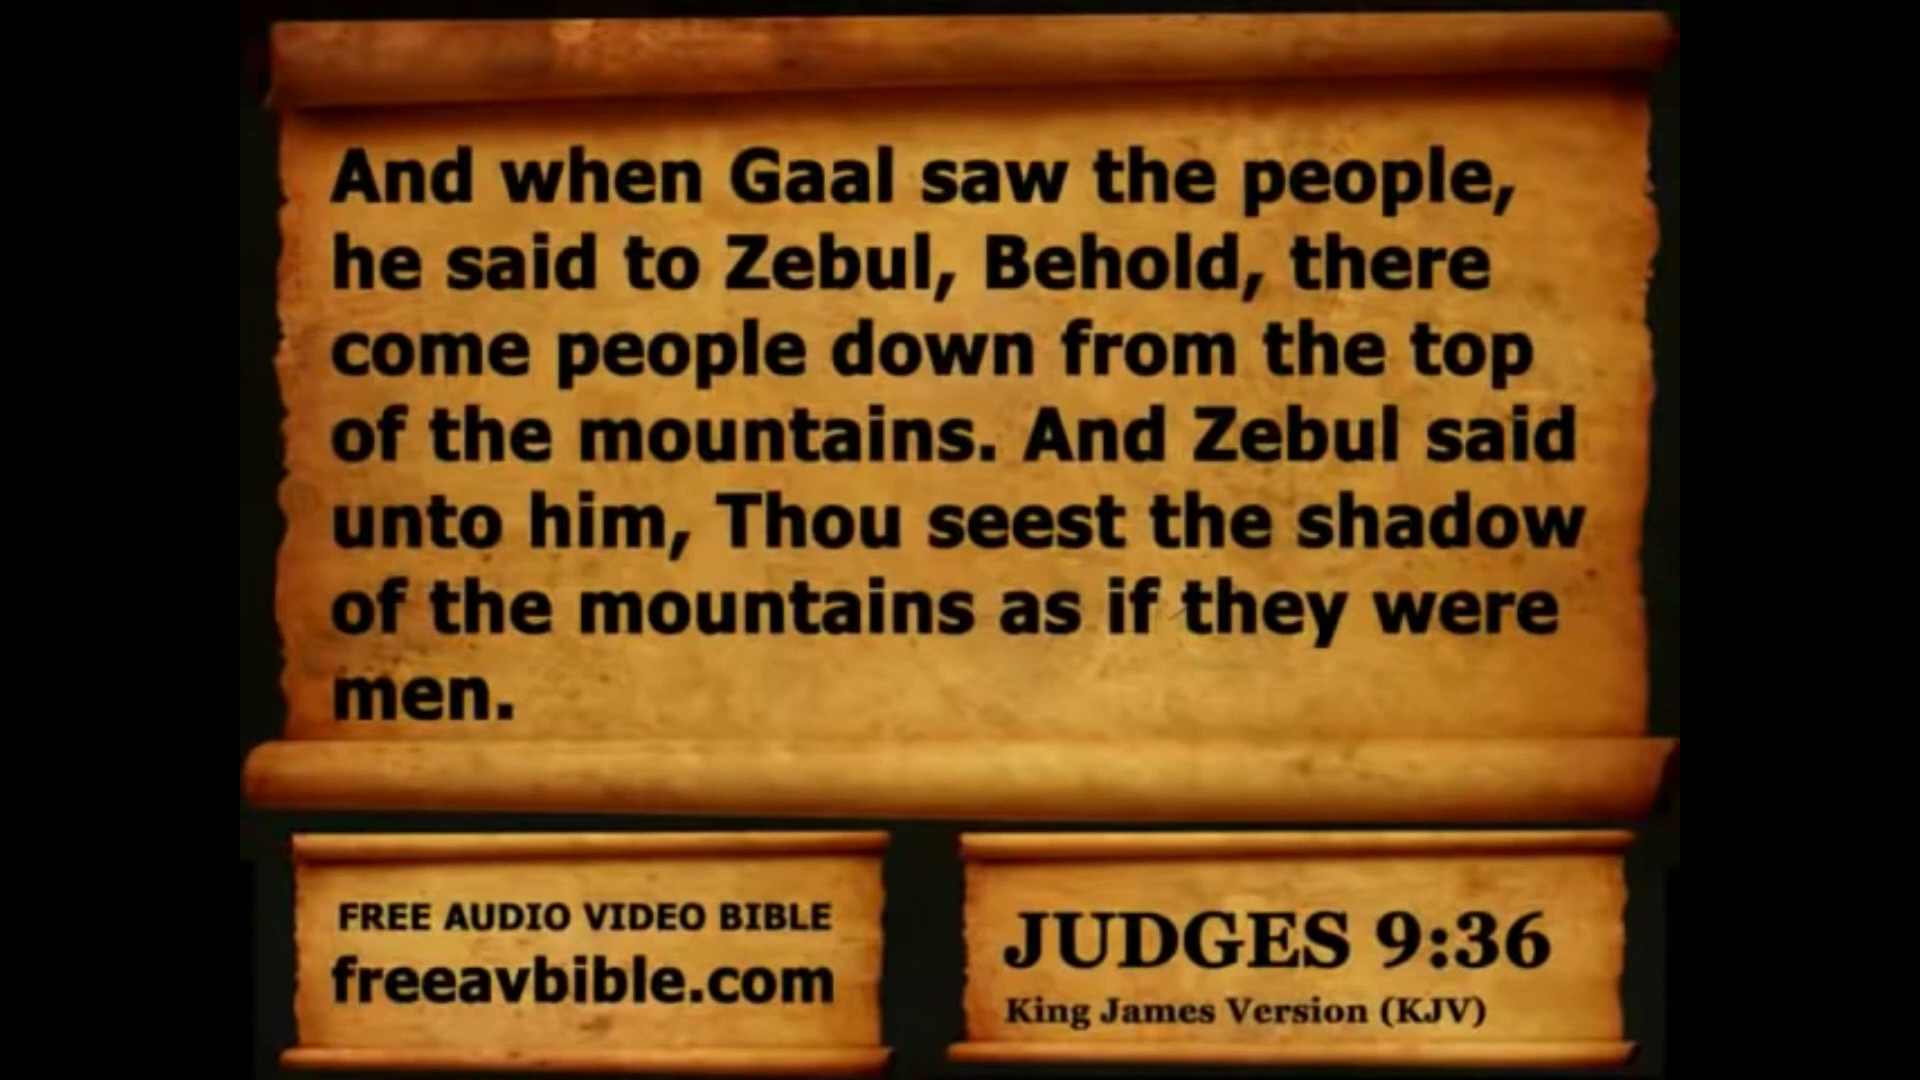 And when Gaal saw the people,
he said to Zebul, Behold, there
come people down from the top
of the mountains. And Zebul said
unto him, Thou seest the shadow
of the mountains as if they were
men.
FREE AUDIO VIDEO BIBLE
freeavbible.com
JUDGES 9:36
King James Version (KJV)